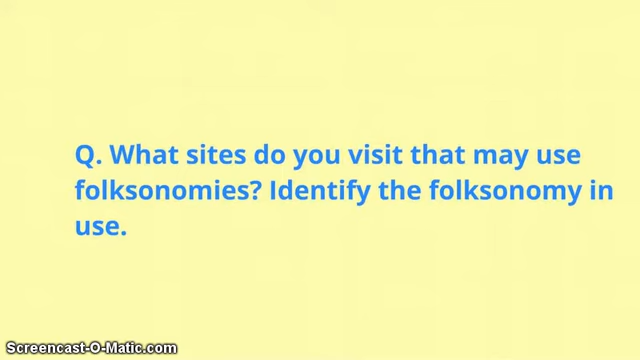 Q. What sites do you visit that may use
folksonomies? Identify the folksonomy in
use.
Screencast-O-Matic.com